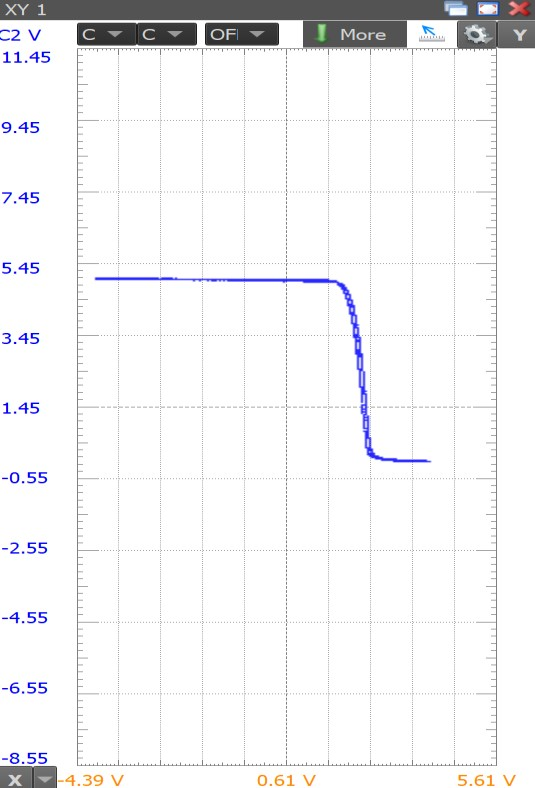 XY 1
C2 V
C
C
OF
More
Y
11.45
9.45
7.45
5.45
3.45
1.45
-0.55
-2.55
-4.55
-6.55
-8.55
X
-4.39 V
0.61 V
5.61 V